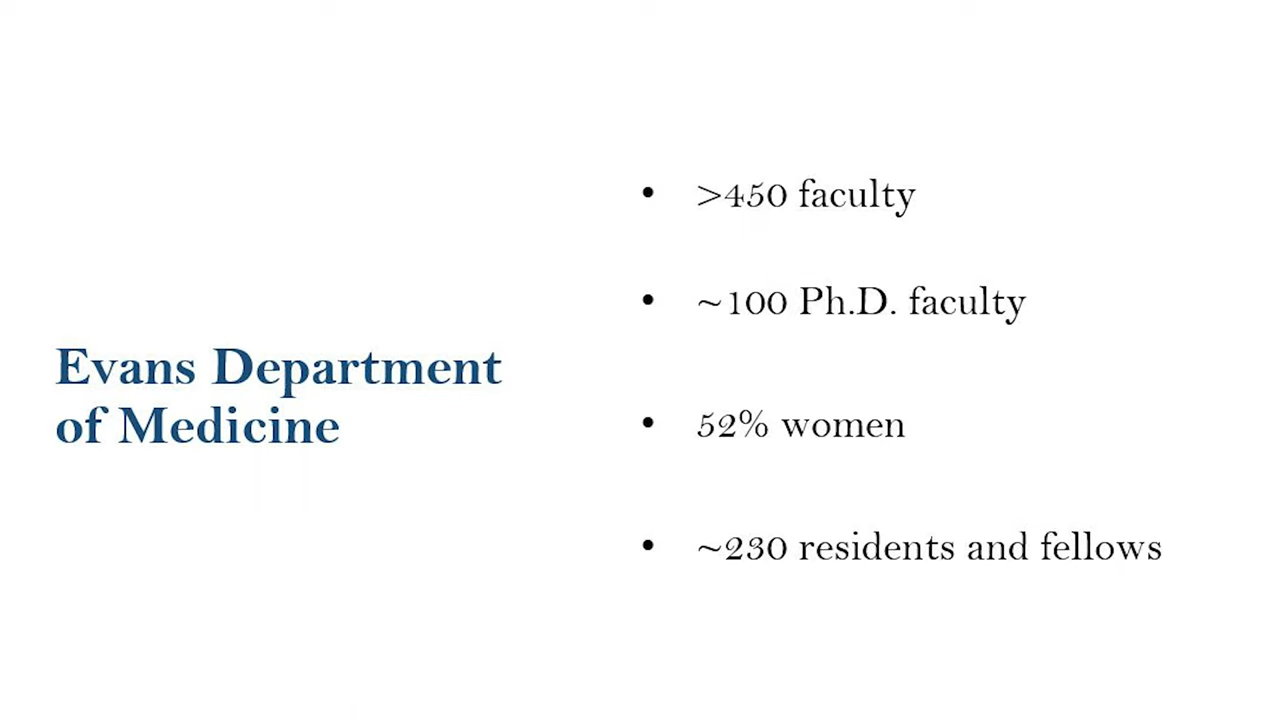 Evans Department
of Medicine
• >450 faculty
• ~100 Ph.D. faculty
• 52% women
• ~230 residents and fellows